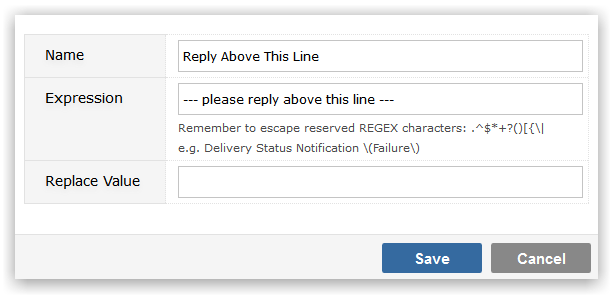 Name
Reply Above This Line
Expression
--- please reply above this line ---
Remember to escape reserved REGEX characters: .^$*+?()[{\|
e.g. Delivery Status Notification \(Failure\)
Replace Value
Save
Cancel